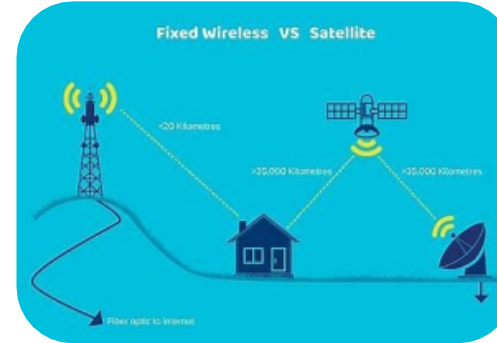 Fixed Wireless VS Satellite
<20 Kilometres
>35,000 Kilometres
>35,000 Kilometres
Fiber optic to internet